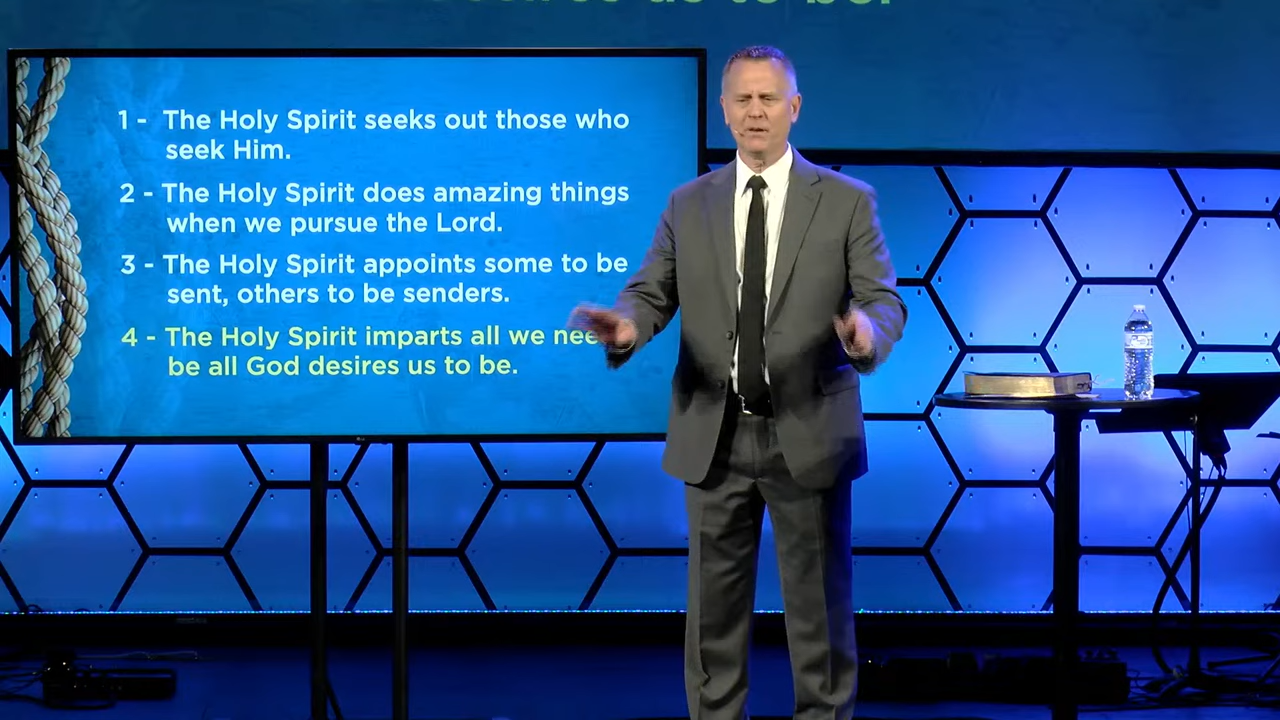 1 - The Holy Spirit seeks out those who
seek Him.
2 - The Holy Spirit does amazing things
when we pursue the Lord.
3 - The Holy Spirit appoints some to be
sent, others to be senders.
4 - The Holy Spirit imparts all we
be all God desires us to be.